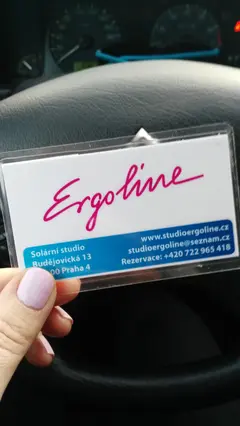 Ergoline
Solární studio
Budějovická 13
00 Praha 4
www.studioergoline.cz
studioergoline@seznam.cz
Rezervace: +420 722 965 418